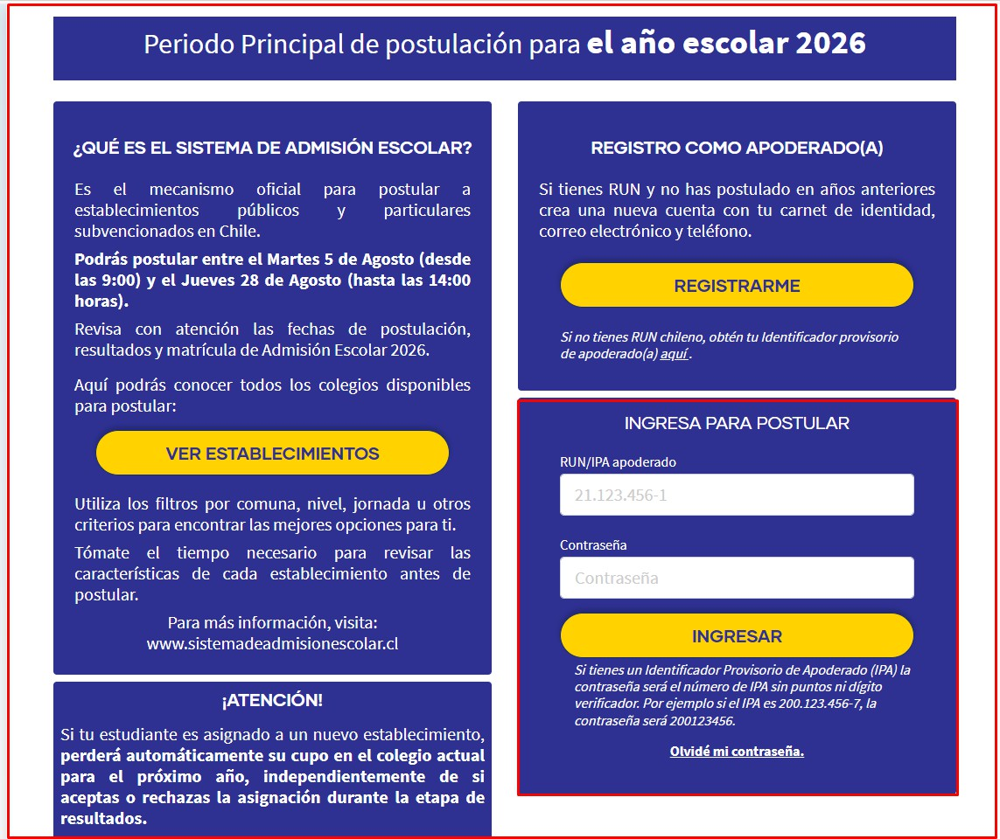 Periodo Principal de postulación para el año escolar 2026
¿QUÉ ES EL SISTEMA DE ADMISIÓN ESCOLAR?
Es el mecanismo oficial para postular a
establecimientos públicos y particulares
subvencionados en Chile.
Podrás postular entre el Martes 5 de Agosto (desde
las 9:00) y el Jueves 28 de Agosto (hasta las 14:00
horas).
Revisa con atención las fechas de postulación,
resultados y matrícula de Admisión Escolar 2026.
Aquí podrás conocer todos los colegios disponibles
para postular:
VER ESTABLECIMIENTOS
Utiliza los filtros por comuna, nivel, jornada u otros
criterios para encontrar las mejores opciones para ti.
Tómate el tiempo necesario para revisar las
características de cada establecimiento antes de
postular.
Para más información, visita:
www.sistemadeadmisionescolar.cl
¡ATENCIÓN!
Si tu estudiante es asignado a un nuevo establecimiento,
perderá automáticamente su cupo en el colegio actual
para el próximo año, independientemente de si
aceptas o rechazas la asignación durante la etapa de
resultados.
REGISTRO COMO APODERADO(A)
Si tienes RUN y no has postulado en años anteriores
crea una nueva cuenta con tu carnet de identidad,
correo electrónico y teléfono.
REGISTRARME
Si no tienes RUN chileno, obtén tu Identificador provisorio
de apoderado(a) aquí .
INGRESA PARA POSTULAR
RUN/IPA apoderado
21.123.456-1
Contraseña
Contraseña
INGRESAR
Si tienes un Identificador Provisorio de Apoderado (IPA) la
contraseña será el número de IPA sin puntos ni dígito
verificador. Por ejemplo si el IPA es 200.123.456-7, la
contraseña será 200123456.
Olvidé mi contraseña.